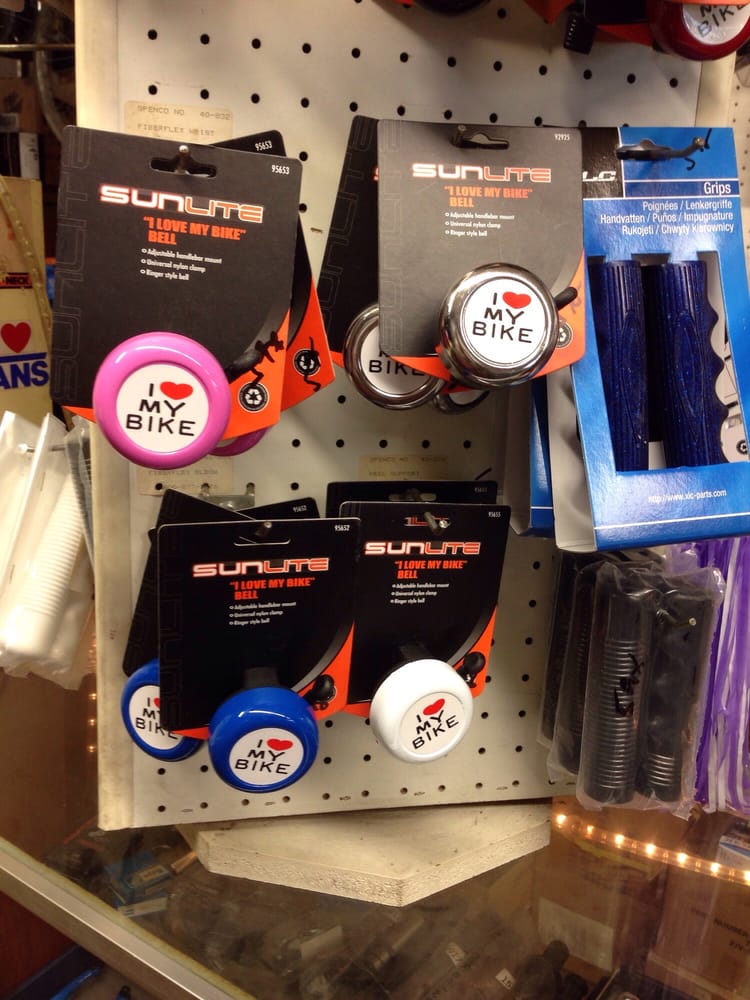 MY
BIKE
SPENCO NO. 40-832
FIBERFLEX WRIST
95653
95653
SUNLITE
"I LOVE MY BIKE"
BELL
Adjustable handlebar mount
Universal nylon clamp
Ringer style bell
I ♥
MY
BIKE
92925
SUNLITE
"I LOVE MY BIKE"
BELL
Adjustable handlebar mount
Universal nylon clamp
Ringer style bell
I ♥
MY
BIKE
BIKE
XLC
Grips
Poignées / Lenkergriffe
Handvatten / Puños / Impugnature
Rukojeti / Chwyty kierownicy
http://www.xlc-parts.com
ANS
FIBERFLEX ELBOW
SPENCO NO.
95652
95652
SUNLITE
"I LOVE MY BIKE"
BELL
Adjustable handlebar mount
Universal nylon clamp
Ringer style bell
I ♥
MY
BIKE
I
MY
BIKE
95655
SUNLITE
"I LOVE MY BIKE"
BELL
Adjustable handlebar mount
Universal nylon clamp
Ringer style bell
I ♥
MY
BIKE